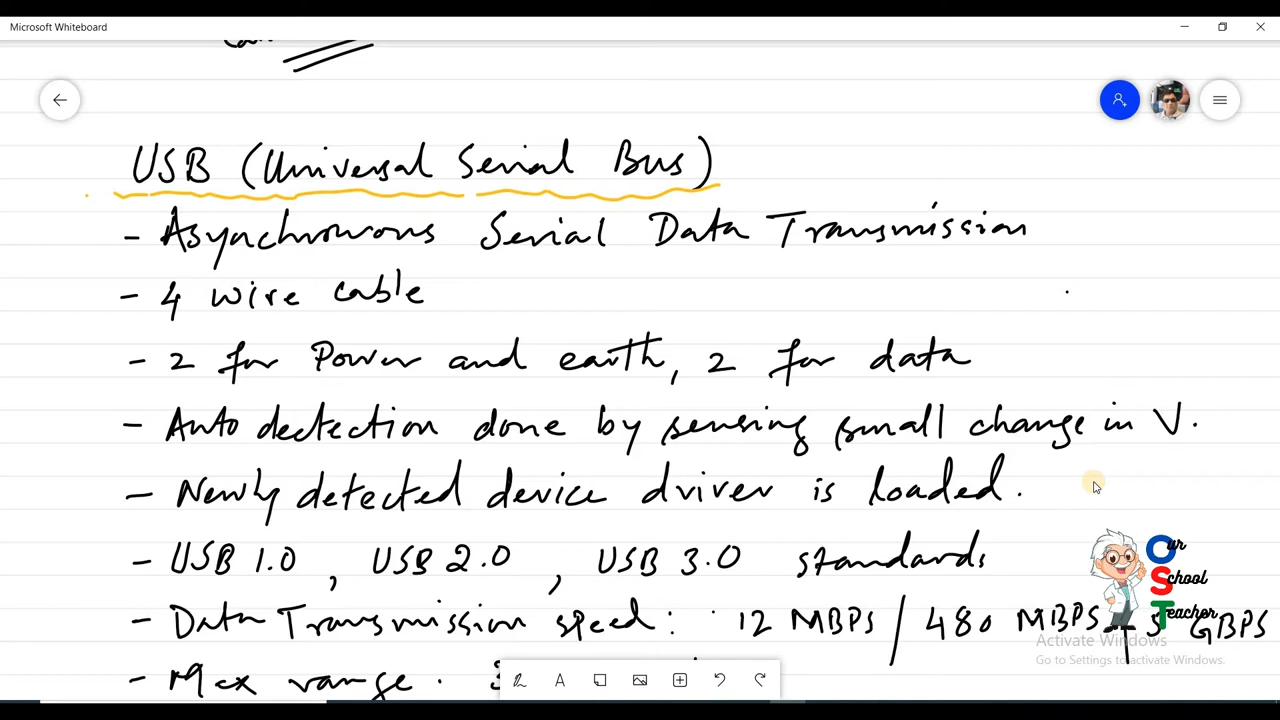 Microsoft Whiteboard
USB (Universal Serial Bus)
- Asynchronous Serial Data Transmission
- 4 wire cable
- 2 for Power and earth, 2 for data
- Auto dectection done by sensing small change in V.
- Newly detected device driver is loaded.
- USB 1.0 , USB 2.0 , USB 3.0 standards
- Data Transmission speed : 12 MBPS / 480 MBPS / 5 GBPS
- Max range .
Our
School
Teacher
Activate Windows
Go to Settings to activate Windows.